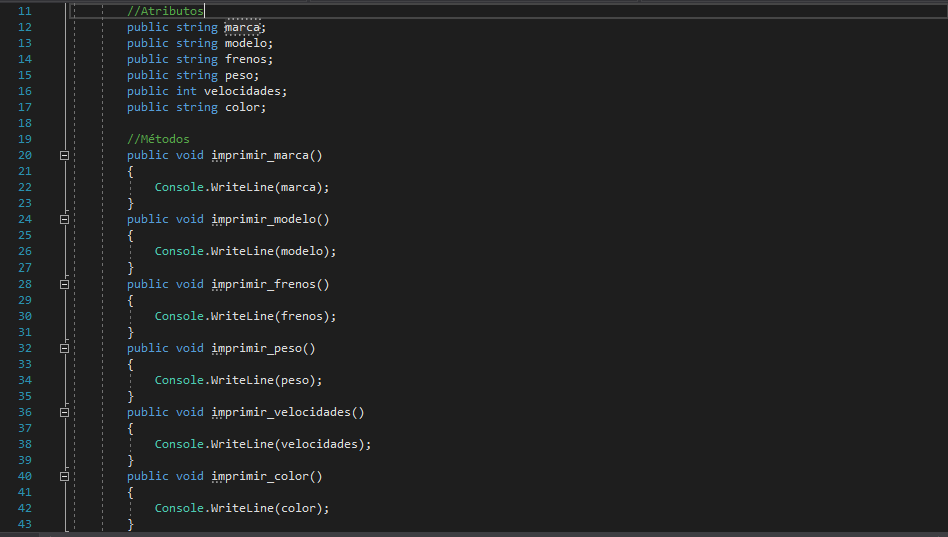 11 //Atributos
12 public string marca;
13 public string modelo;
14 public string frenos;
15 public string peso;
16 public int velocidades;
17 public string color;
18
19 //Métodos
20 public void imprimir_marca()
21 {
22 Console.WriteLine(marca);
23 }
24 public void imprimir_modelo()
25 {
26 Console.WriteLine(modelo);
27 }
28 public void imprimir_frenos()
29 {
30 Console.WriteLine(frenos);
31 }
32 public void imprimir_peso()
33 {
34 Console.WriteLine(peso);
35 }
36 public void imprimir_velocidades()
37 {
38 Console.WriteLine(velocidades);
39 }
40 public void imprimir_color()
41 {
42 Console.WriteLine(color);
43 }